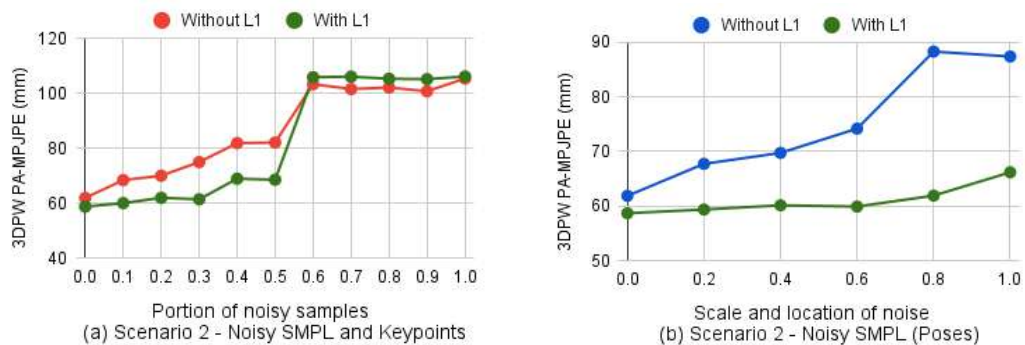 Without L1 With L1
3DPW PA-MPJPE (mm)
120
100
80
60
40
0.0 0.1 0.2 0.3 0.4 0.5 0.6 0.7 0.8 0.9 1.0
Portion of noisy samples
(a) Scenario 2 - Noisy SMPL and Keypoints
Without L1 With L1
3DPW PA-MPJPE (mm)
90
80
70
60
50
0.0 0.2 0.4 0.6 0.8 1.0
Scale and location of noise
(b) Scenario 2 - Noisy SMPL (Poses)